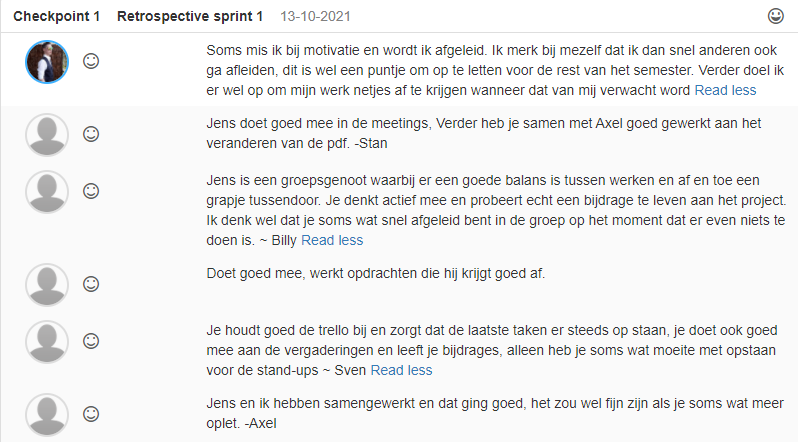 Checkpoint 1 Retrospective sprint 1 13-10-2021
Soms mis ik bij motivatie en wordt ik afgeleid. Ik merk bij mezelf dat ik dan snel anderen ook
ga afleiden, dit is wel een puntje om op te letten voor de rest van het semester. Verder doel ik
er wel op om mijn werk netjes af te krijgen wanneer dat van mij verwacht word Read less
Jens doet goed mee in de meetings, Verder heb je samen met Axel goed gewerkt aan het
veranderen van de pdf. -Stan
Jens is een groepsgenoot waarbij er een goede balans is tussen werken en af en toe een
grapje tussendoor. Je denkt actief mee en probeert echt een bijdrage te leven aan het project.
Ik denk wel dat je soms wat snel afgeleid bent in de groep op het moment dat er even niets te
doen is. ~ Billy Read less
Doet goed mee, werkt opdrachten die hij krijgt goed af.
Je houdt goed de trello bij en zorgt dat de laatste taken er steeds op staan, je doet ook goed
mee aan de vergaderingen en leeft je bijdrages, alleen heb je soms wat moeite met opstaan
voor de stand-ups ~ Sven Read less
Jens en ik hebben samengewerkt en dat ging goed, het zou wel fijn zijn als je soms wat meer
oplet. -Axel